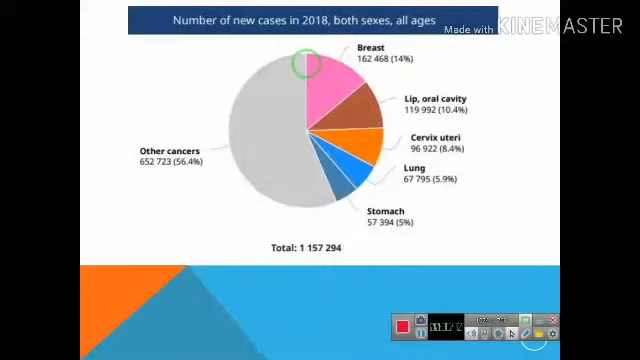 Number of new cases in 2018, both sexes, all ages
Made with KINEMASTER
Breast
162 468 (14%)
Lip, oral cavity
119 992 (10.4%)
Cervix uteri
96 922 (8.4%)
Other cancers
652 723 (56.4%)
Lung
67 795 (5.9%)
Stomach
57 394 (5%)
Total: 1 157 294